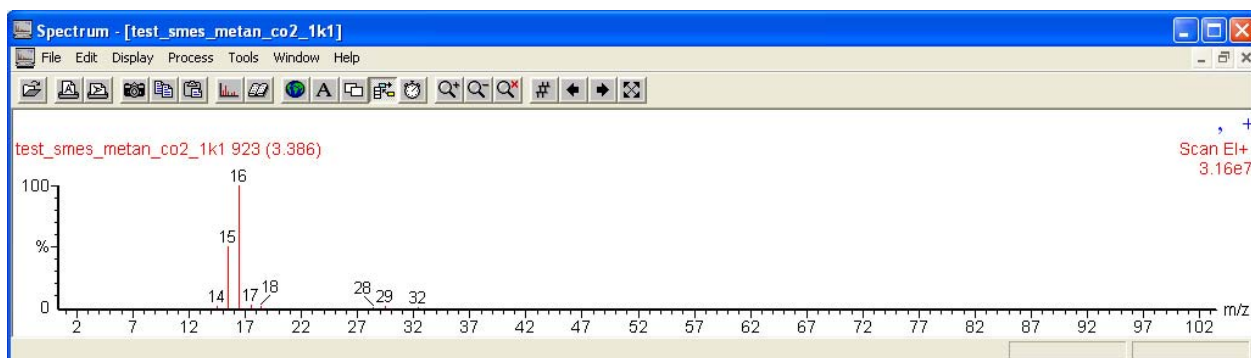 Spectrum - [test_smes_metan_co2_1k1]
File Edit Display Process Tools Window Help
, +
test_smes_metan_co2_1k1 923 (3.386)
Scan EI+
3.16e7
100
%
0
16
15
14
17
18
28
29
32
2 7 12 17 22 27 32 37 42 47 52 57 62 67 72 77 82 87 92 97 102 m/z